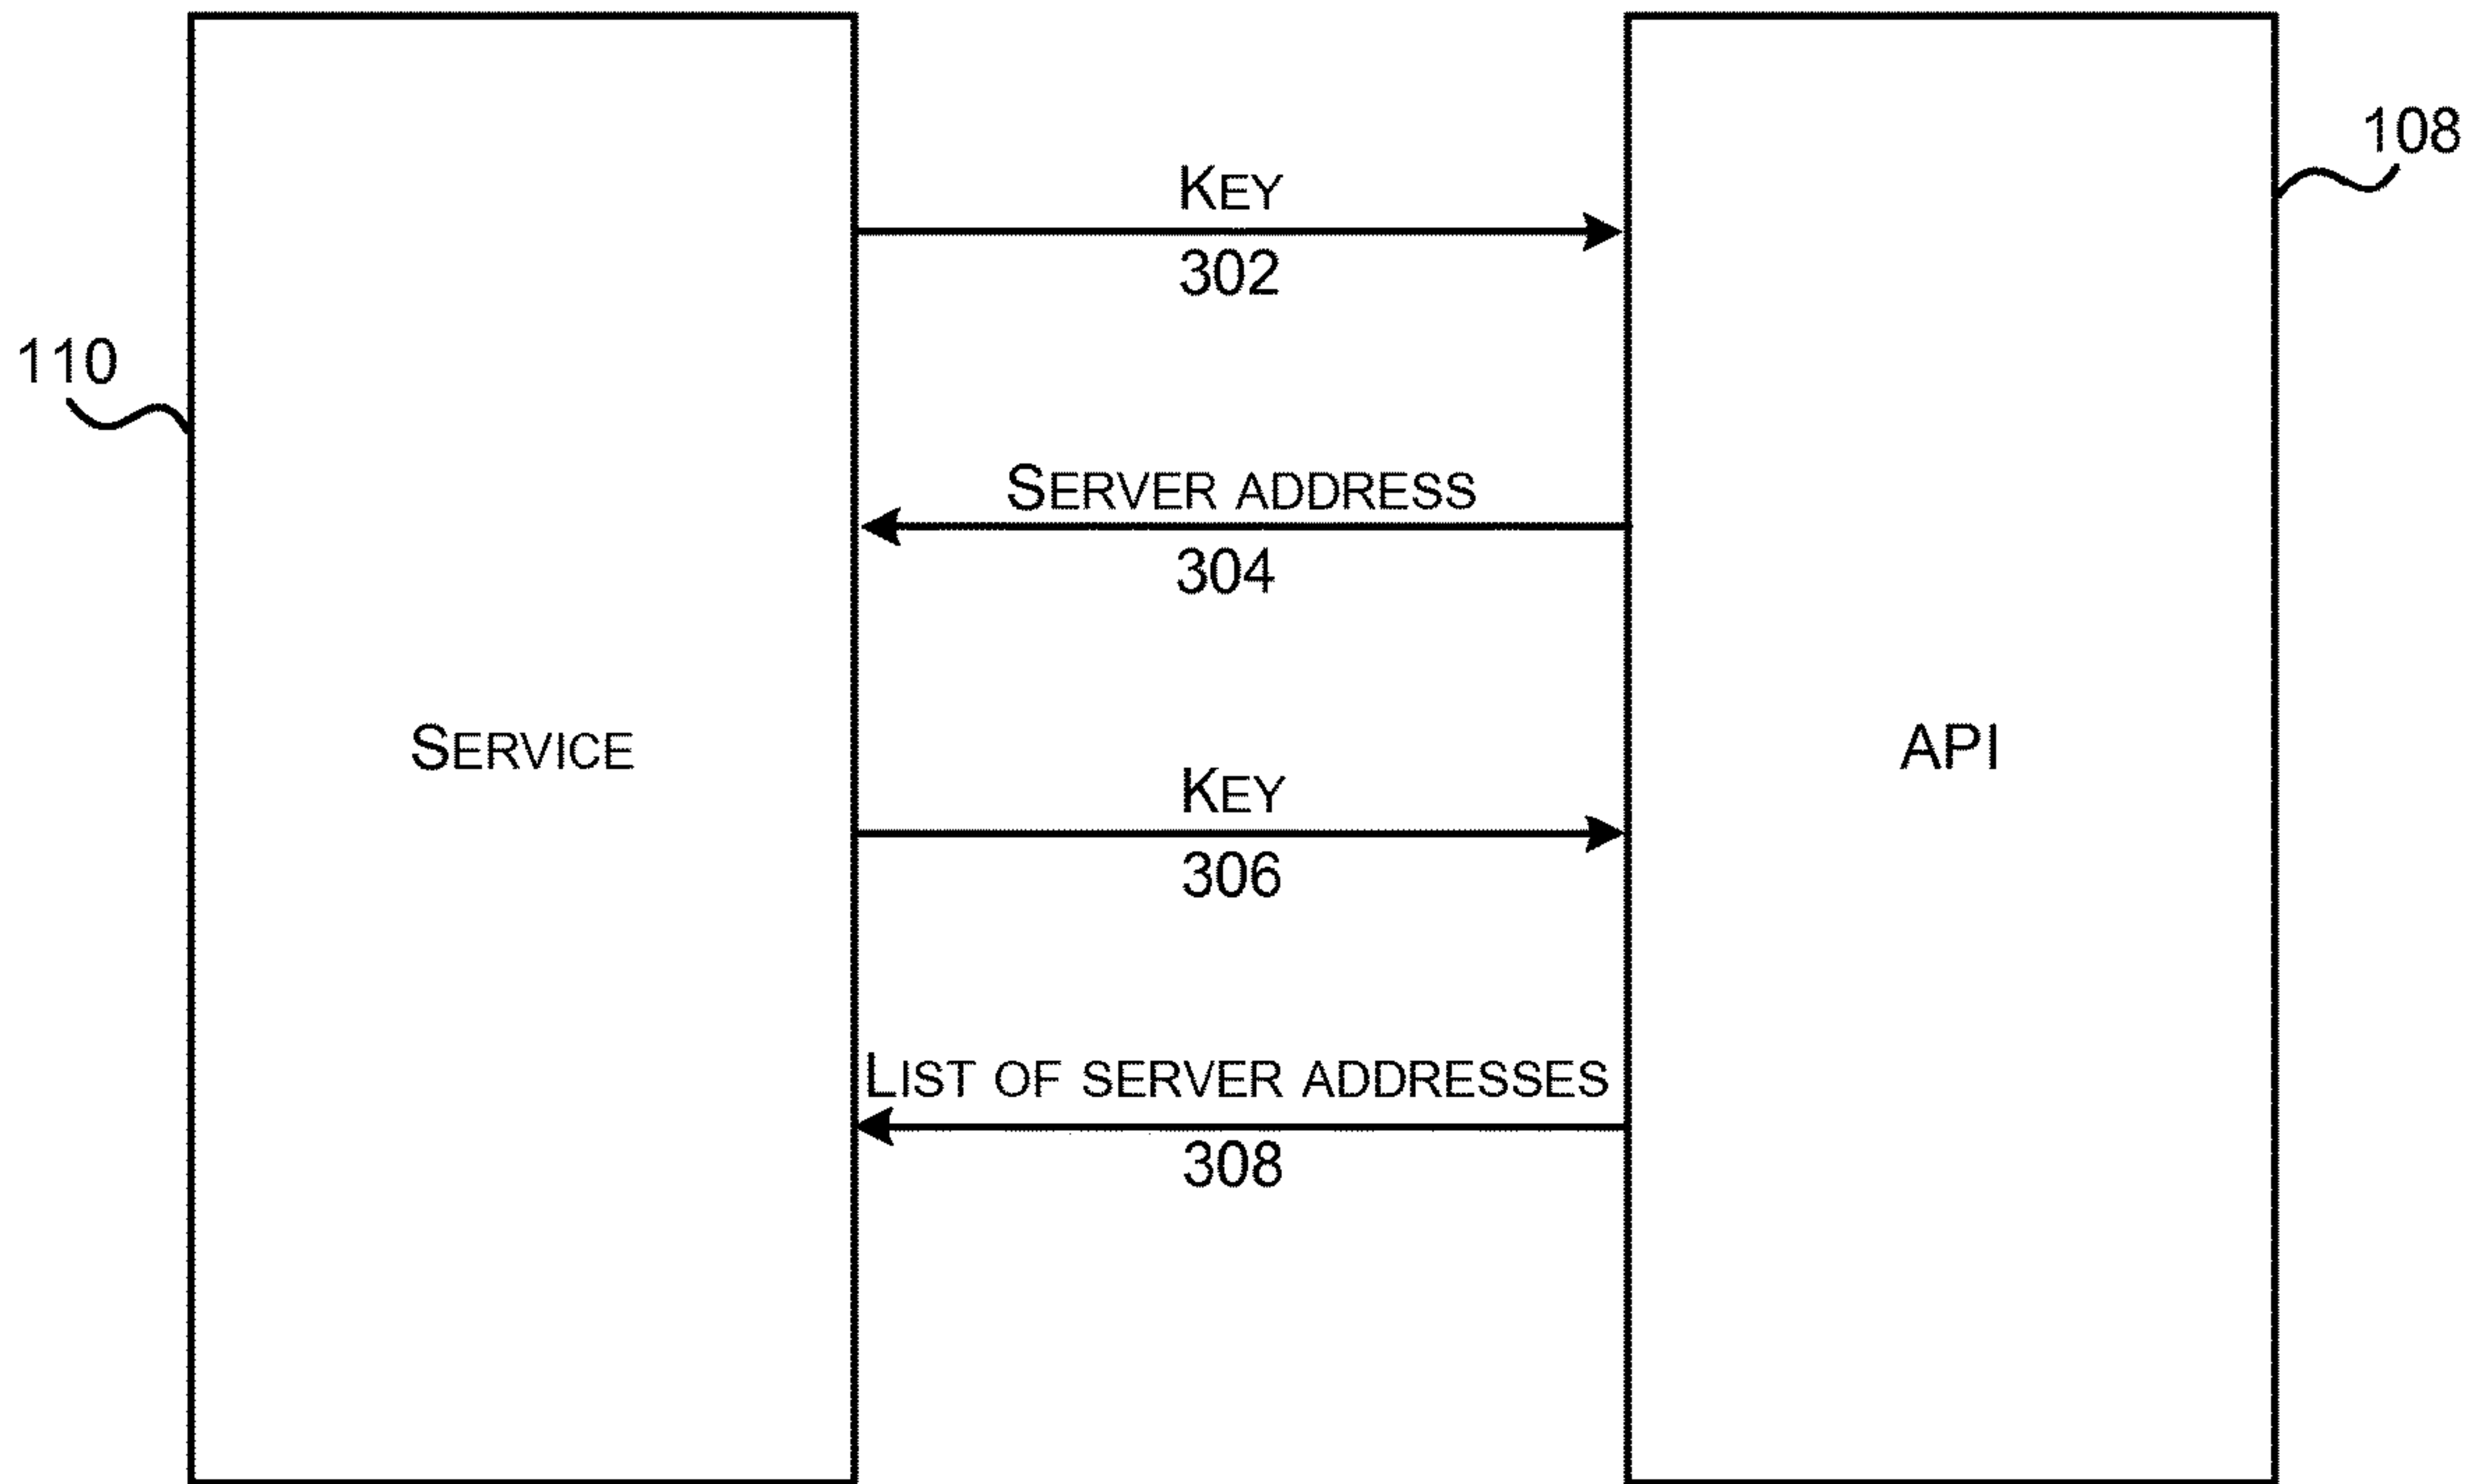 108
KEY
302
110
SERVER ADDRESS
304
SERVICE
API
KEY
306
LIST OF SERVER ADDRESSES
308